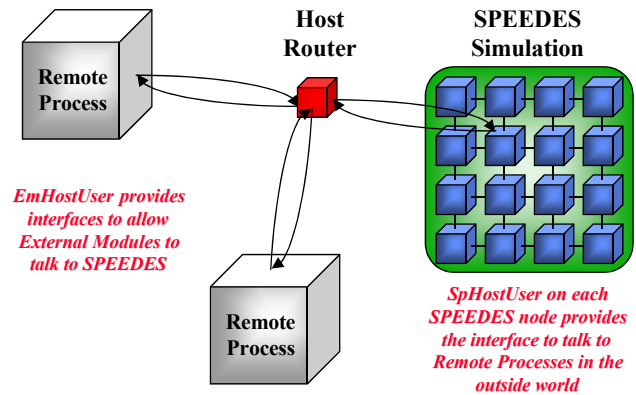 Host
Router
SPEEDES
Simulation
Remote
Process
EmHostUser provides
interfaces to allow
External Modules to
talk to SPEEDES
Remote
Process
SpHostUser on each
SPEEDES node provides
the interface to talk to
Remote Processes in the
outside world